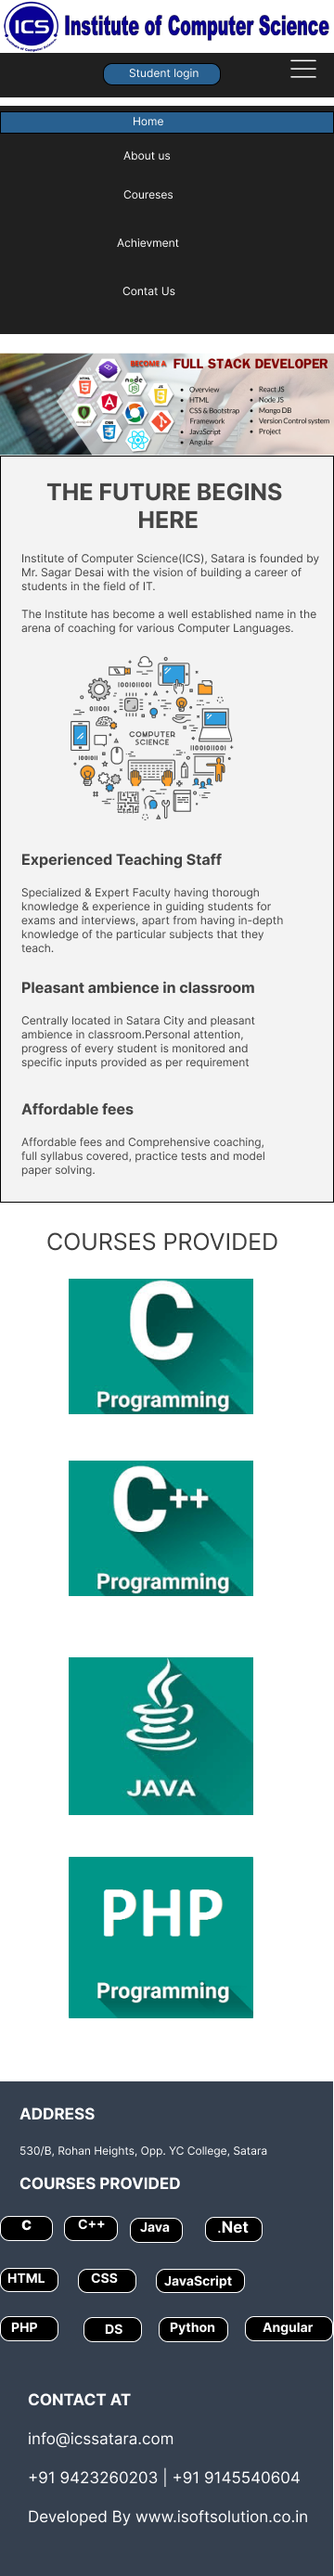 ICS Institute of Computer Science
Student login
Home
About us
Coureses
Achievment
Contat Us
BECOME A FULL STACK DEVELOPER
Overview
HTML
CSS & Bootstrap
Framework
JavaScript
Angular
React JS
Node JS
Mongo DB
Version Control system
Project
THE FUTURE BEGINS
HERE
Institute of Computer Science(ICS), Satara is founded by
Mr. Sagar Desai with the vision of building a career of
students in the field of IT.
The Institute has become a well established name in the
arena of coaching for various Computer Languages.
COMPUTER
SCIENCE
Experienced Teaching Staff
Specialized & Expert Faculty having thorough
knowledge & experience in guiding students for
exams and interviews, apart from having in-depth
knowledge of the particular subjects that they
teach.
Pleasant ambience in classroom
Centrally located in Satara City and pleasant
ambience in classroom.Personal attention,
progress of every student is monitored and
specific inputs provided as per requirement
Affordable fees
Affordable fees and Comprehensive coaching,
full syllabus covered, practice tests and model
paper solving.
COURSES PROVIDED
C
Programming
C++
Programming
JAVA
PHP
Programming
ADDRESS
530/B, Rohan Heights, Opp. YC College, Satara
COURSES PROVIDED
C C++ Java .Net
HTML CSS JavaScript
PHP DS Python Angular
CONTACT AT
info@icssatara.com
+91 9423260203 | +91 9145540604
Developed By www.isoftsolution.co.in